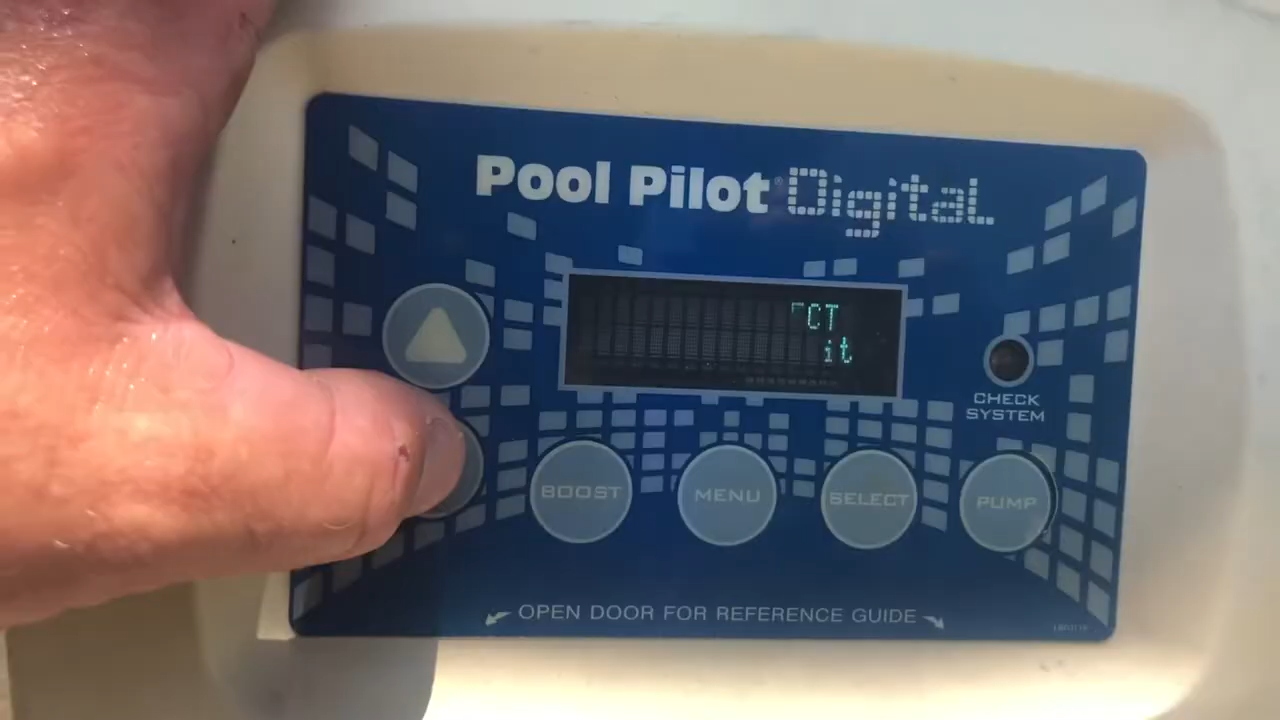 Pool Pilot® Digital
CT
it
CHECK
SYSTEM
BOOST
MENU
SELECT
PUMP
OPEN DOOR FOR REFERENCE GUIDE